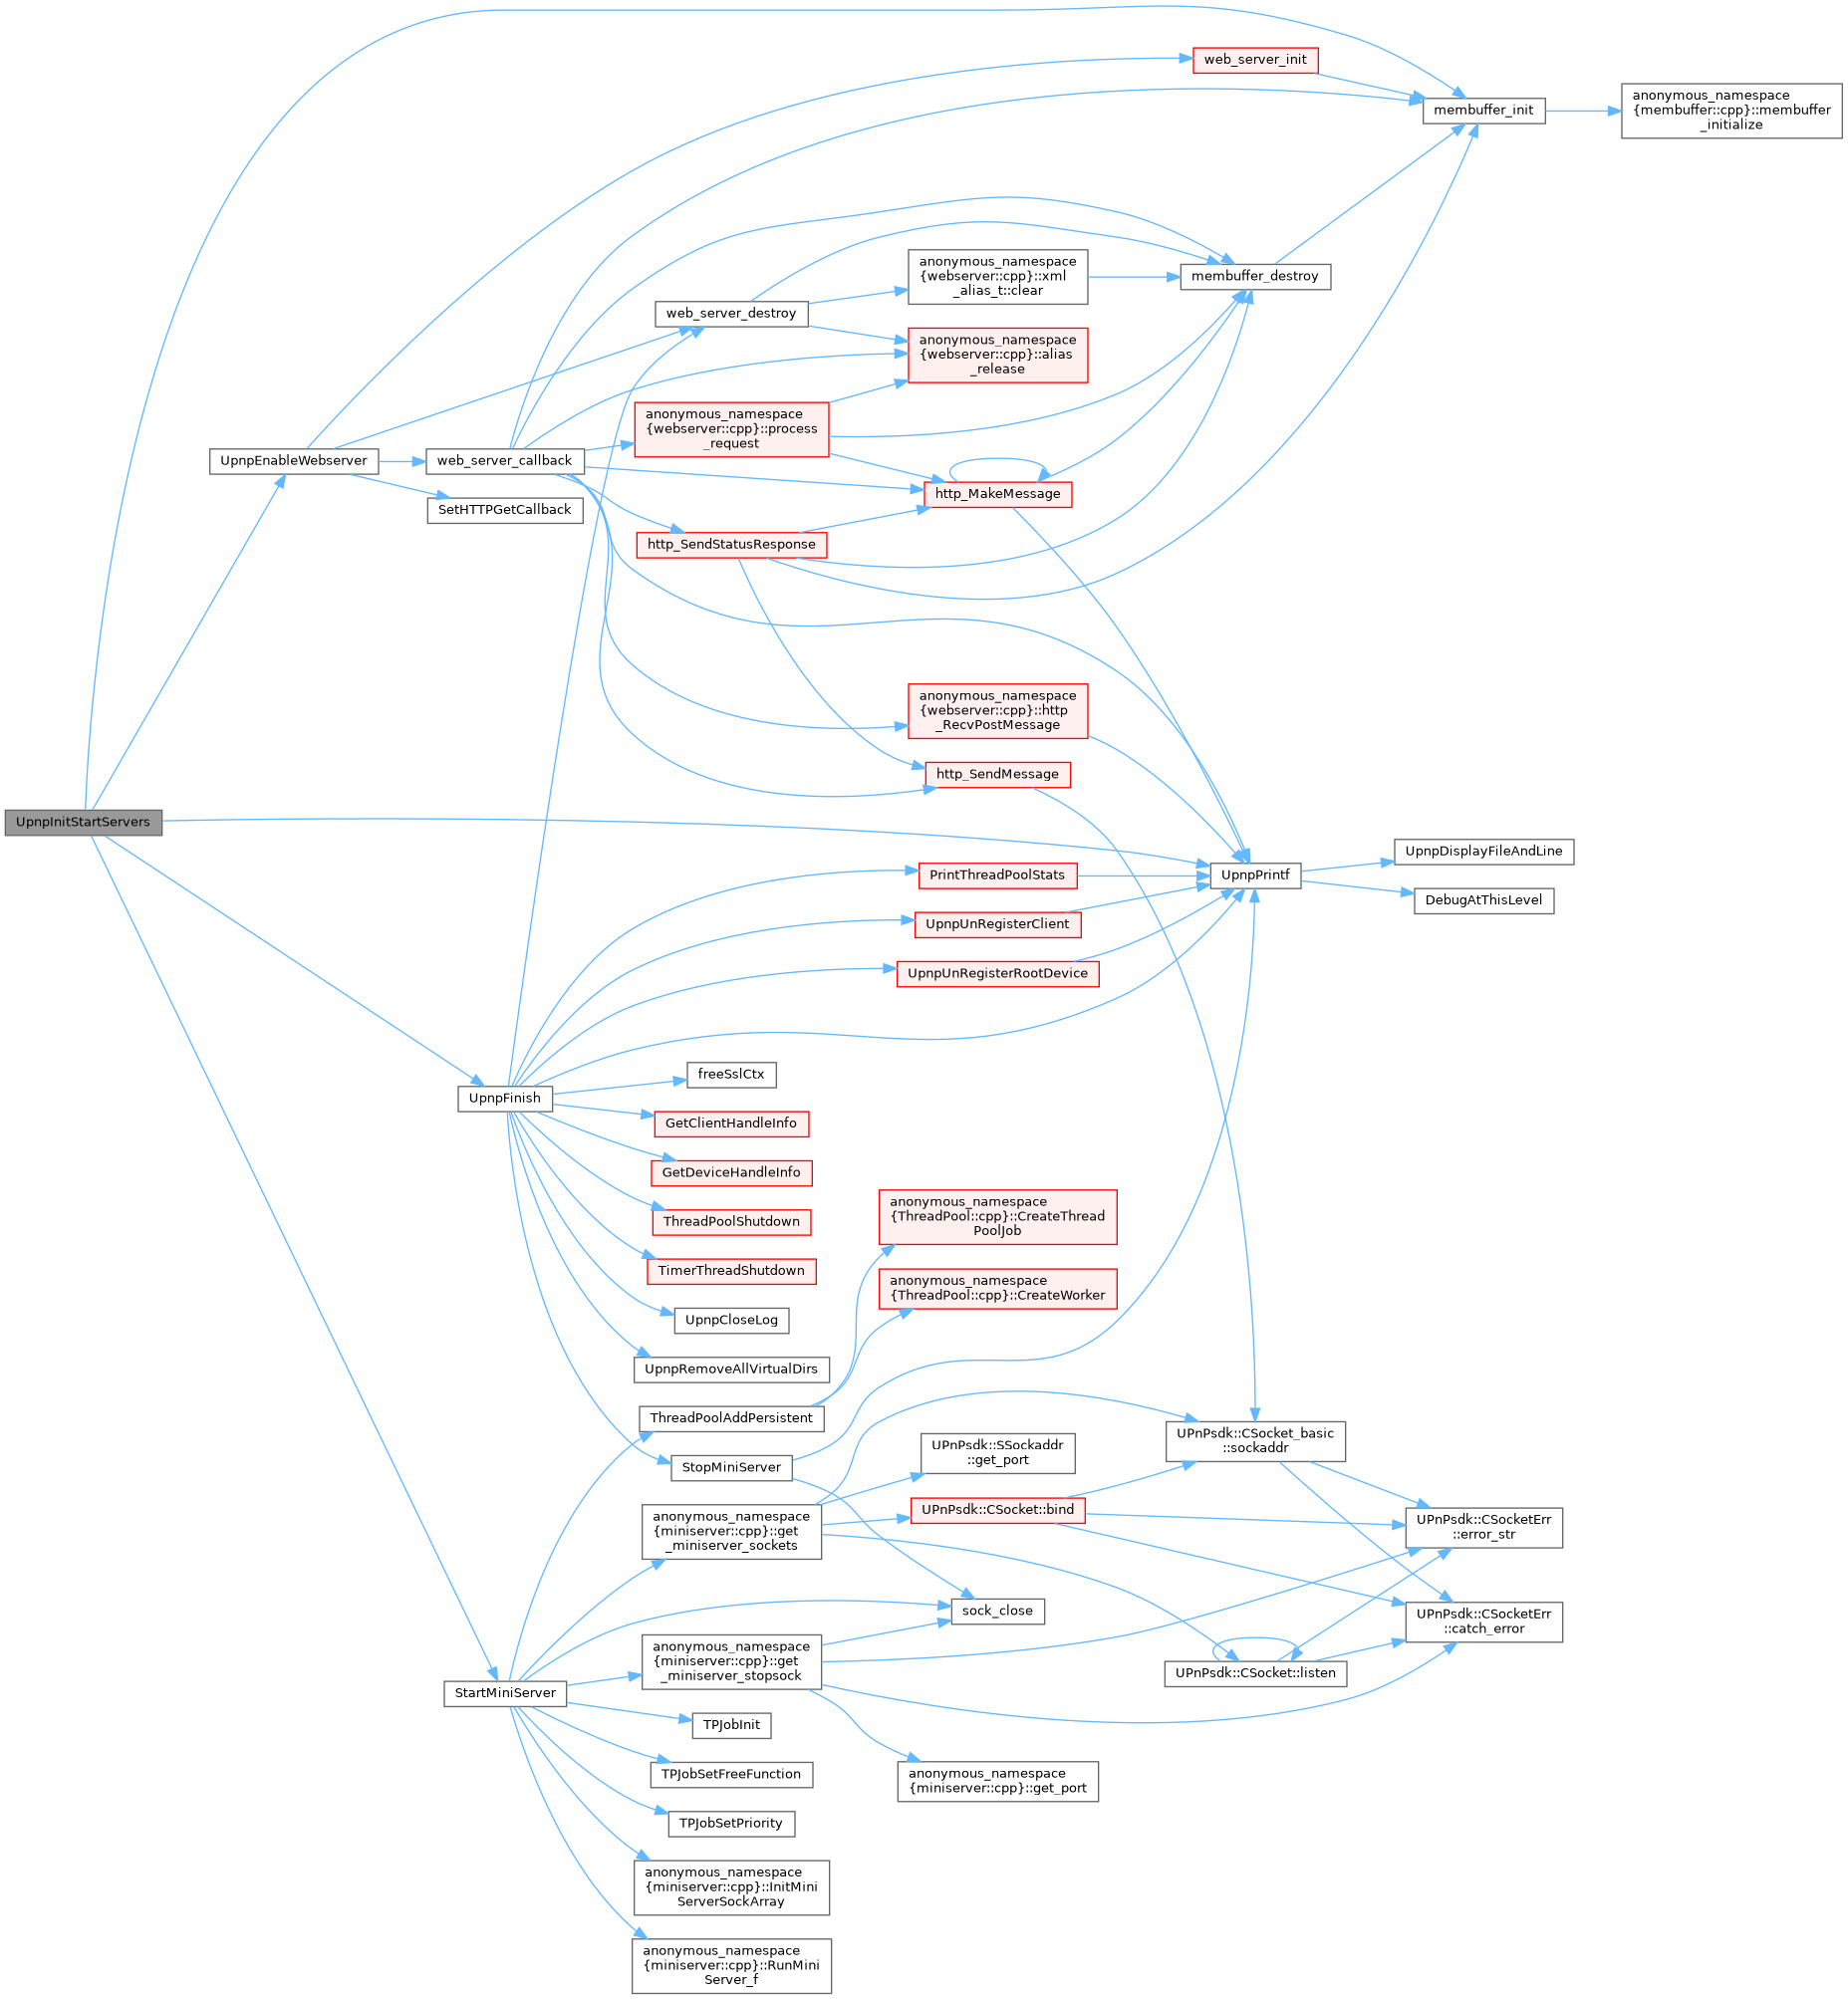 web_server_init
anonymous_namespace
{membuffer::cpp}::membuffer
_initialize
membuffer_init
anonymous_namespace
{webserver::cpp}::xml
_alias_t::clear
membuffer_destroy
web_server_destroy
anonymous_namespace
{webserver::cpp}::alias
_release
anonymous_namespace
{webserver::cpp}::process
_request
UpnpEnableWebserver
web_server_callback
http_MakeMessage
SetHTTPGetCallback
http_SendStatusResponse
anonymous_namespace
{webserver::cpp}::http
_RecvPostMessage
http_SendMessage
UpnpInitStartServers
UpnpDisplayFileAndLine
PrintThreadPoolStats
UpnpPrintf
DebugAtThisLevel
UpnpUnRegisterClient
UpnpUnRegisterRootDevice
freeSslCtx
UpnpFinish
GetClientHandleInfo
GetDeviceHandleInfo
anonymous_namespace
{ThreadPool::cpp}::CreateThread
PoolJob
ThreadPoolShutdown
TimerThreadShutdown
anonymous_namespace
{ThreadPool::cpp}::CreateWorker
UpnpCloseLog
UpnpRemoveAllVirtualDirs
ThreadPoolAddPersistent
UPnPsdk::CSocket_basic
::sockaddr
UPnPsdk::SSockaddr
::get_port
StopMiniServer
UPnPsdk::CSocket::bind
anonymous_namespace
{miniserver::cpp}::get
_miniserver_sockets
UPnPsdk::CSocketErr
::error_str
sock_close
UPnPsdk::CSocketErr
::catch_error
anonymous_namespace
{miniserver::cpp}::get
_miniserver_stopsock
UPnPsdk::CSocket::listen
StartMiniServer
TPJobInit
TPJobSetFreeFunction
anonymous_namespace
{miniserver::cpp}::get_port
TPJobSetPriority
anonymous_namespace
{miniserver::cpp}::InitMini
ServerSockArray
anonymous_namespace
{miniserver::cpp}::RunMini
Server_f